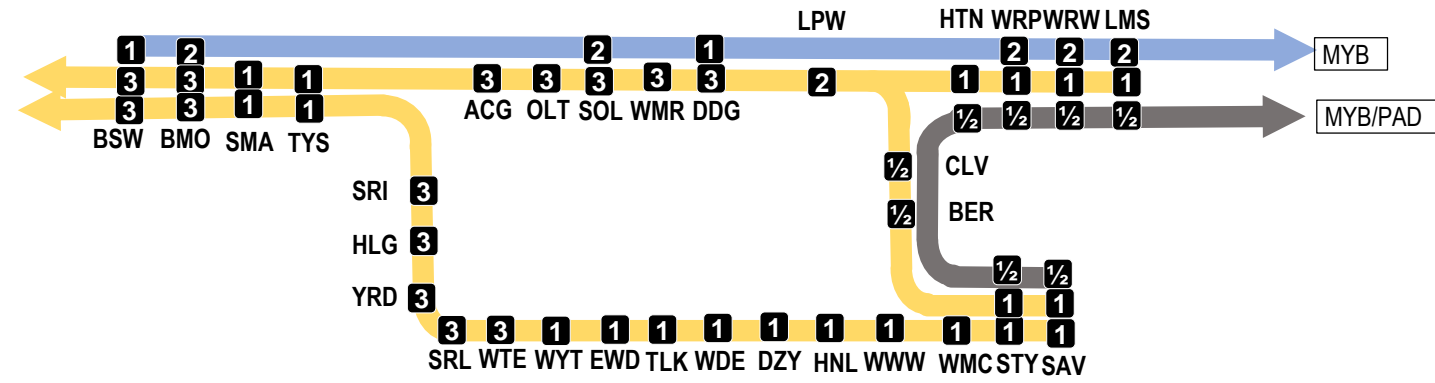 LPW HTN WRP WRW LMS
1 2 2 1 2 2 2 MYB
3 3 1 1 3 3 3 3 3 2 1 1 1 1
3 3 1 1 ACG OLT SOL WMR DDG ½ ½ ½ ½ MYB/PAD
BSW BMO SMA TYS
½ CLV
SRI 3
½ BER
HLG 3
½ ½
YRD 3 1 1
3 3 1 1 1 1 1 1 1 1 1 1
SRL WTE WYT EWD TLK WDE DZY HNL WWW WMC STY SAV